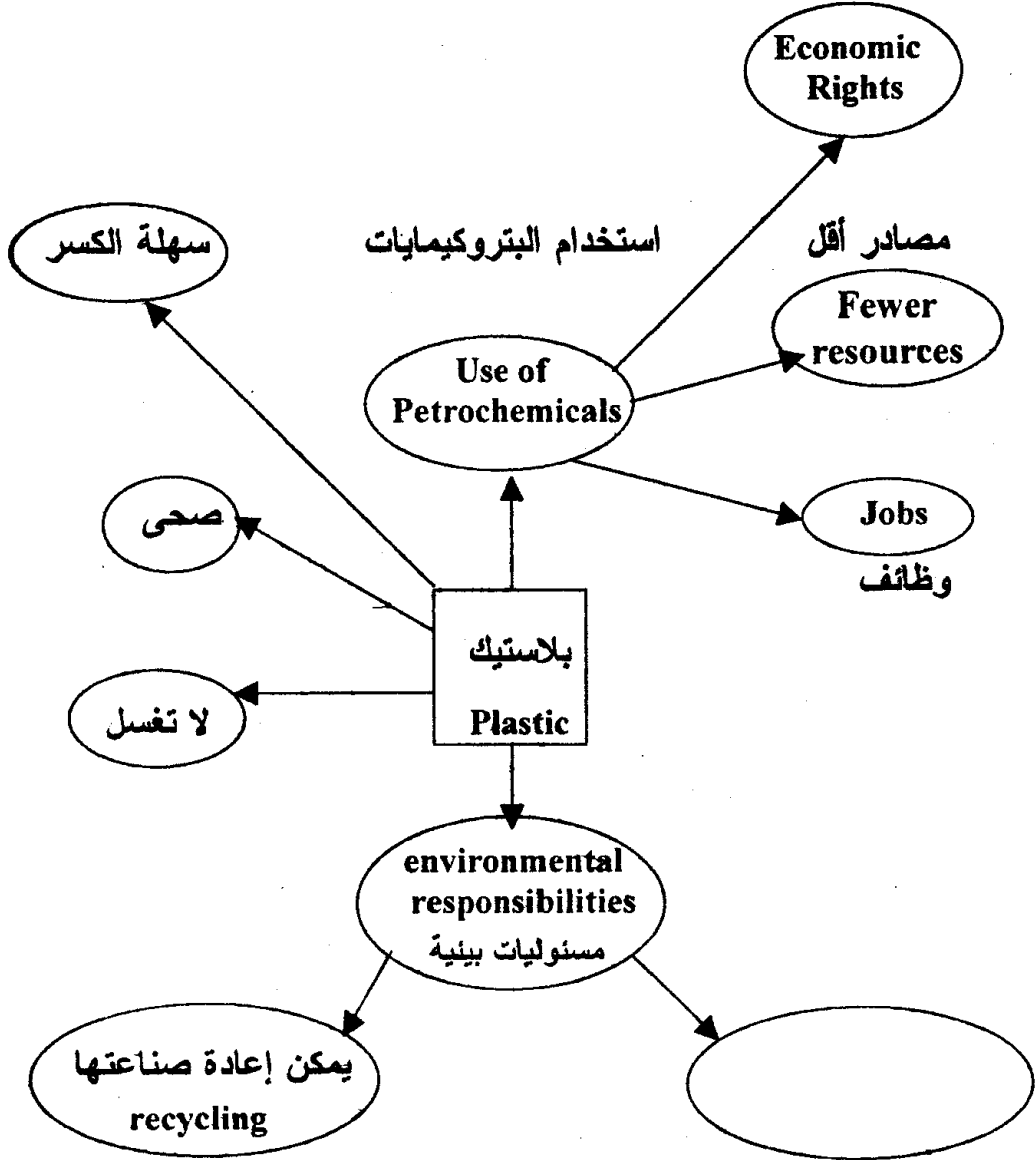 Economic
Rights
سهلة الكسر
استخدام البتروكيمايات
مصادر أقل
Fewer
resources
Use of
Petrochemicals
صحى
Jobs
وظائف
بلاستيك
Plastic
لا تغسل
environmental
responsibilities
مسئوليات بيئية
يمكن إعادة صناعتها
recycling